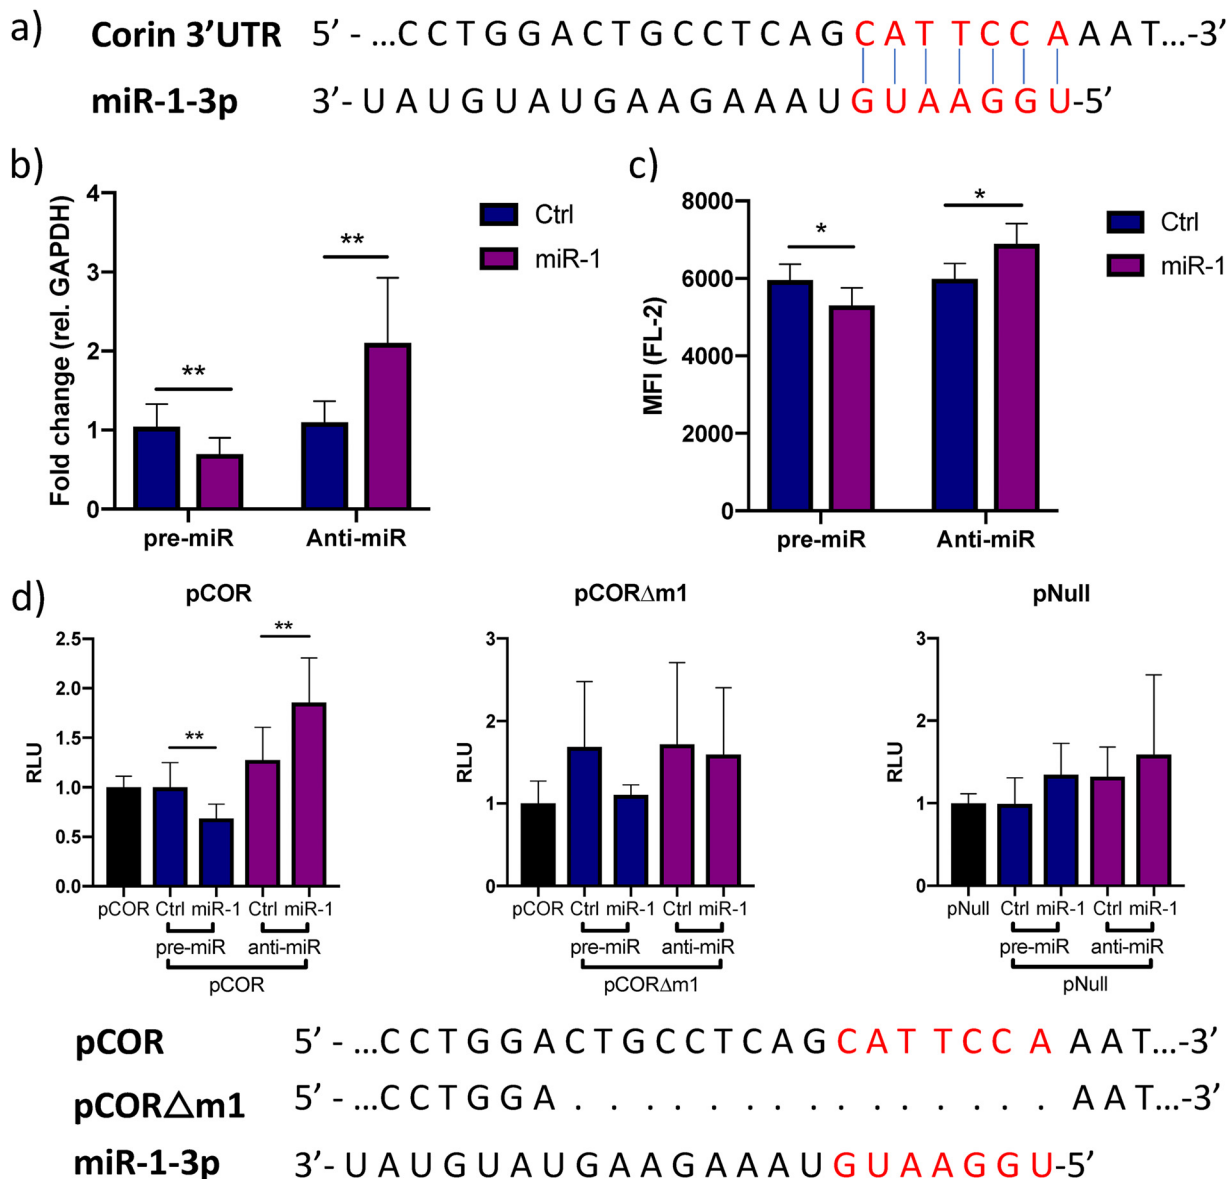 a)
Corin 3’UTR 5’ - ...CCTGGACTGCCTCAGCATTCCAAAT...-3’
miR-1-3p 3’-UAUGUAUGAAGAAAUGUAAGGU-5’
b)
Fold change (rel. GAPDH)
4
3
2
1
0
**
**
pre-miR Anti-miR
Ctrl
miR-1
c)
MFI (FL-2)
8000
6000
4000
2000
0
*
*
pre-miR Anti-miR
Ctrl
miR-1
d)
pCOR
RLU
2.5
2.0
1.5
1.0
0.5
0.0
**
**
pCOR Ctrl miR-1 Ctrl miR-1
pre-miR anti-miR
pCOR
pCORΔm1
RLU
3
2
1
0
pCOR Ctrl miR-1 Ctrl miR-1
pre-miR anti-miR
pCORΔm1
pNull
RLU
3
2
1
0
pNull Ctrl miR-1 Ctrl miR-1
pre-miR anti-miR
pNull
pCOR 5’ - ...CCTGGACTGCCTCAGCATTCCAAAT...-3’
pCOR△m1 5’ - ...CCTGGA . . . . . . . . . . . . . . . AAT...-3’
miR-1-3p 3’-UAUGUAUGAAGAAAUGUAAGGU-5’